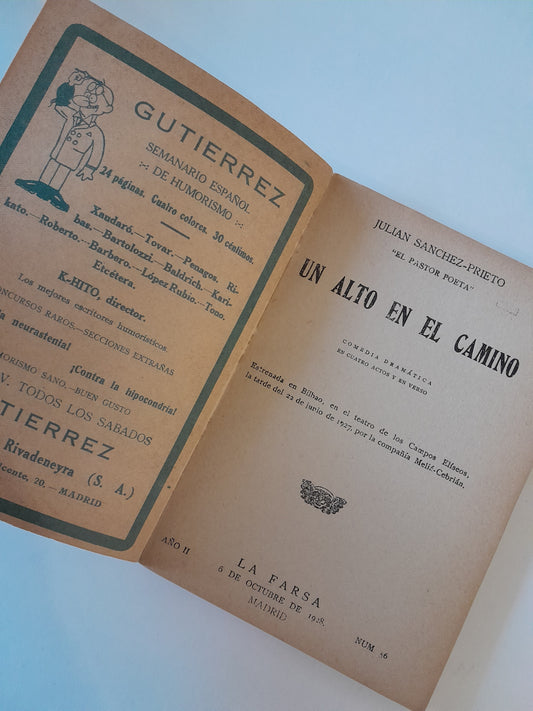 GUTIERREZ
SEMANARIO ESPAÑOL
DE HUMORISMO
24 páginas. Cuatro colores. 30 céntimos.
Xaudaró.—Tovar.—Penagos. Ri-
bas.—Bartolozzi.—Baldrich.—Kari-
kato.—Roberto.—Barbero.—López Rubio.—Tono.
Etcétera.
K-HITO, director.
Los mejores escritores humorísticos.
CONCURSOS RAROS.—SECCIONES EXTRAÑAS
neurastenia!
¡Contra la hipocondría!
HUMORISMO SANO.—BUEN GUSTO
TODOS LOS SABADOS
GUTIERREZ
Rivadeneyra (S. A.)
20.—MADRID
JULIAN SANCHEZ-PRIETO
"EL PASTOR POETA"
UN ALTO EN EL CAMINO
COMEDIA DRAMÁTICA
EN CUATRO ACTOS Y EN VERSO
Estrenada en Bilbao, en el teatro de los Campos Elíseos,
la tarde del 22 de junio de 1927, por la compañía Meliá-Cebrián.
LA FARSA
AÑO II
6 DE OCTUBRE DE 1928
NUM. 56
MADRID